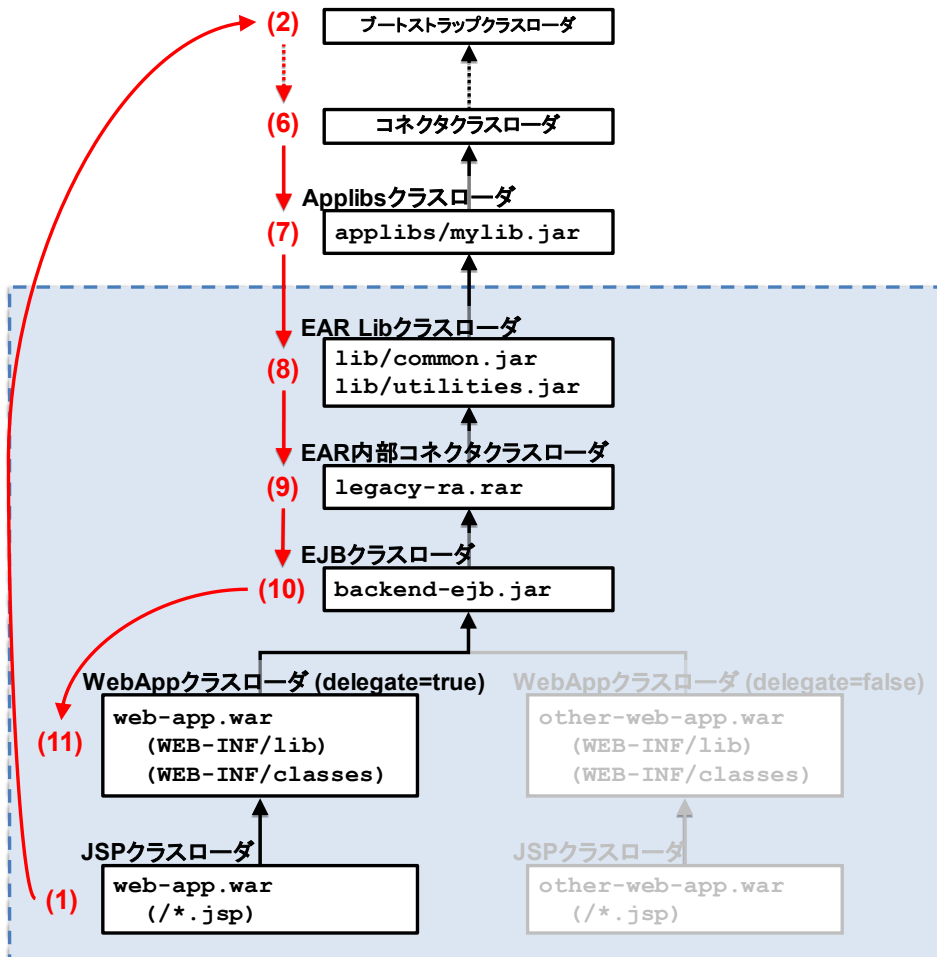 (2)
ブートストラップクラスローダ
(6)
コネクタクラスローダ
Applibsクラスローダ
(7)
applibs/mylib.jar
EAR Libクラスローダ
(8)
lib/common.jar
lib/utilities.jar
EAR内部コネクタクラスローダ
(9)
legacy-ra.rar
EJBクラスローダ
(10)
backend-ejb.jar
WebAppクラスローダ (delegate=true)
(11)
web-app.war
(WEB-INF/lib)
(WEB-INF/classes)
WebAppクラスローダ (delegate=false)
other-web-app.war
(WEB-INF/lib)
(WEB-INF/classes)
JSPクラスローダ
(1)
web-app.war
(/*.jsp)
JSPクラスローダ
other-web-app.war
(/*.jsp)